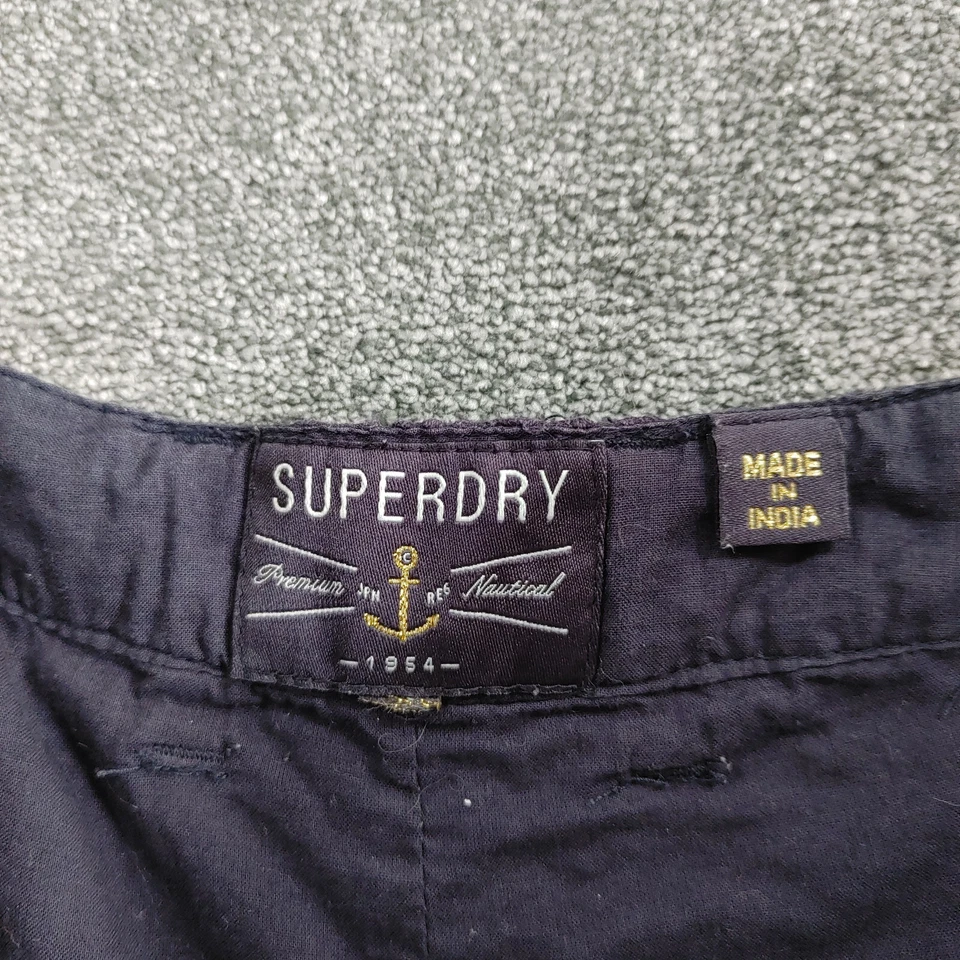 SUPERDRY
Premium JPN REG Nautical
—1954—
MADE
IN
INDIA